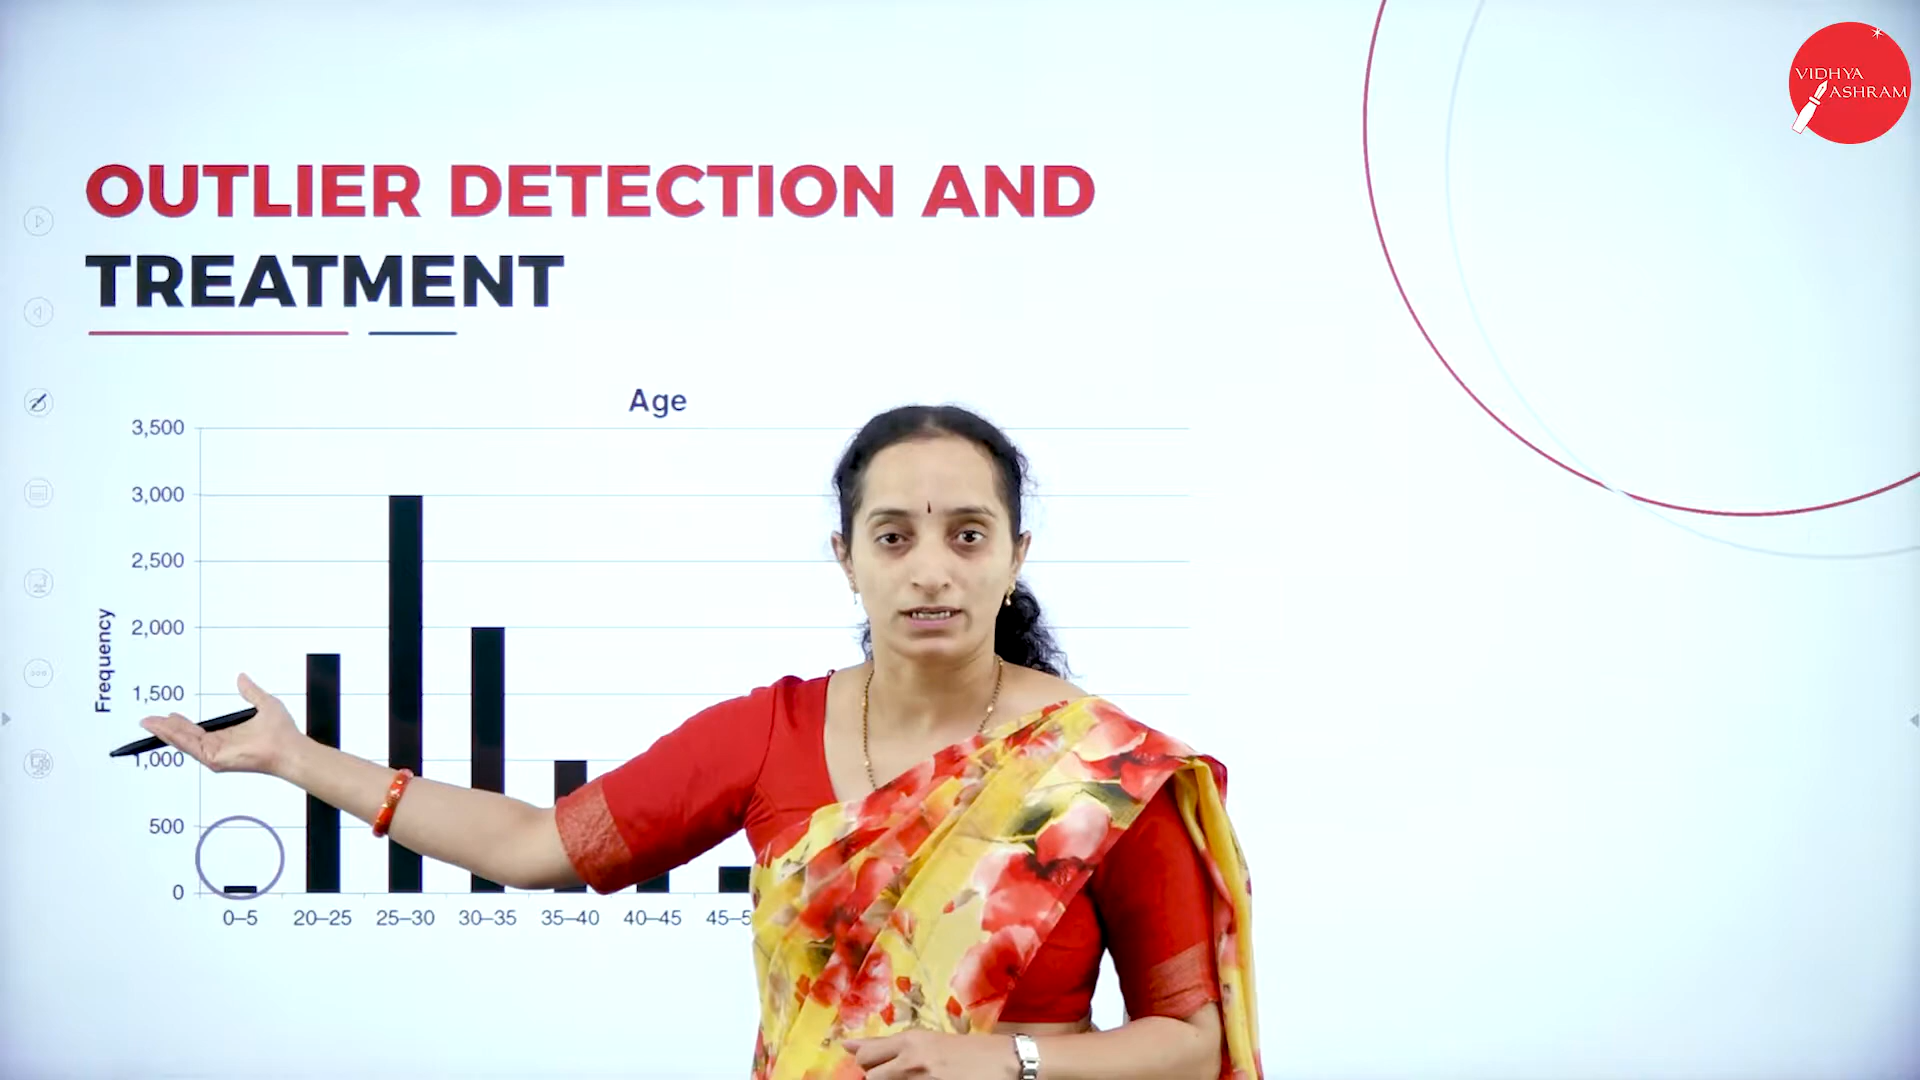 VIDHYA
ASHRAM
OUTLIER DETECTION AND
TREATMENT
Age
3,500
3,000
2,500
2,000
1,500
1,000
500
0
Frequency
0–5 20–25 25–30 30–35 35–40 40–45